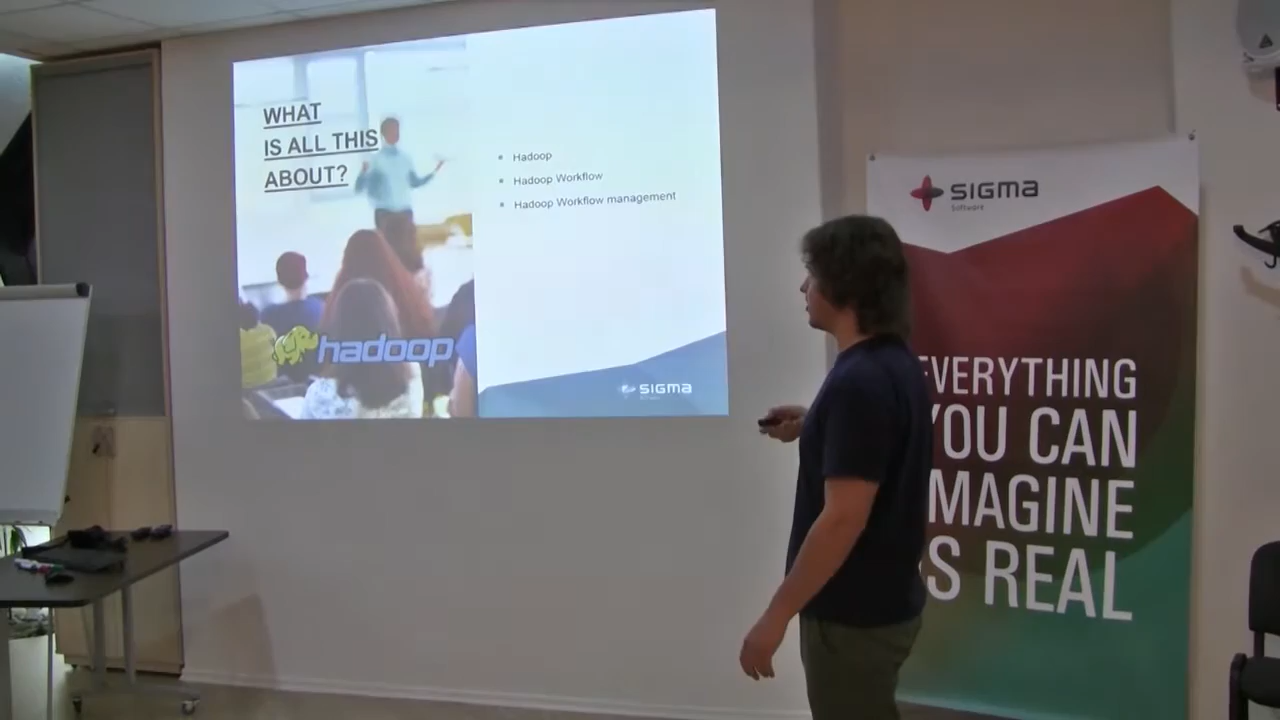 WHAT
IS ALL THIS
ABOUT?
Hadoop
Hadoop Workflow
Hadoop Workflow management
hadoop
SIGMA
SIGMA
Software
EVERYTHING
YOU CAN
IMAGINE
IS REAL